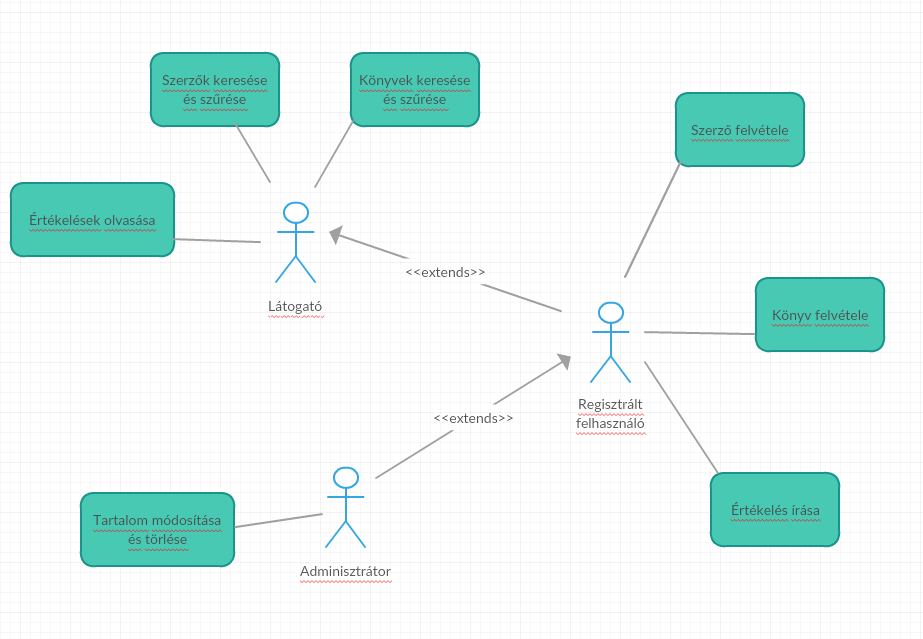 Szerzők keresése
és szűrése
Könyvek keresése
és szűrése
Szerző felvétele
Értékelések olvasása
<<extends>>
Látogató
Könyv felvétele
Regisztrált
felhasználó
<<extends>>
Értékelés írása
Tartalom módosítása
és törlése
Adminisztrátor